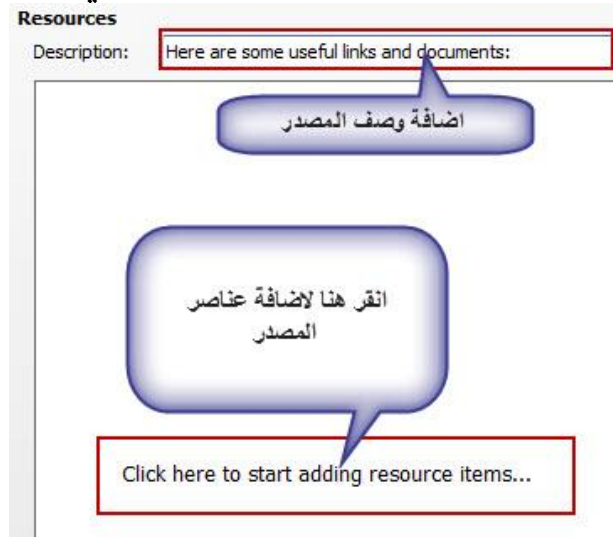 Resources
Description: Here are some useful links and documents:
اضافة وصف المصدر
انقر هنا لاضافة عناصر
المصدر
Click here to start adding resource items...